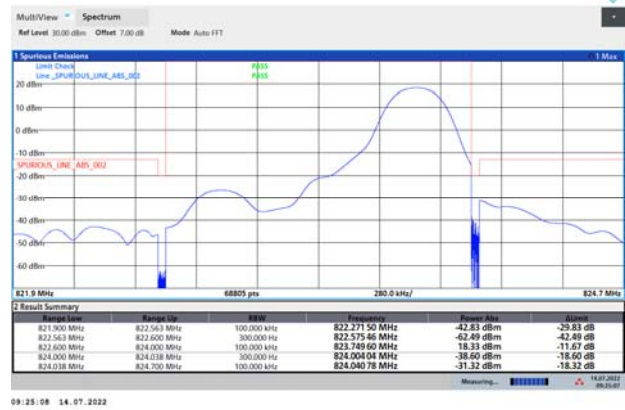 MultiView Spectrum
Ref Level 30.00 dBm Offset 7.00 dB Mode Auto FFT
1 Spurious Emissions 1 Max
Limit Check PASS
Line _SPURIOUS_LINE_ABS_002 PASS
20 dBm
10 dBm
0 dBm
-10 dBm
_SPURIOUS_LINE_ABS_002
-20 dBm
-30 dBm
-40 dBm
-50 dBm
-60 dBm
821.9 MHz 68805 pts 280.0 kHz/ 824.7 MHz
2 Result Summary
Range Low Range Up RBW Frequency Power Abs ΔLimit
821.900 MHz 822.563 MHz 100.000 kHz 822.271 50 MHz -42.83 dBm -29.83 dB
822.563 MHz 822.600 MHz 300.000 Hz 822.575 46 MHz -62.49 dBm -42.49 dB
822.600 MHz 824.000 MHz 100.000 kHz 823.749 60 MHz 18.33 dBm -11.67 dB
824.000 MHz 824.038 MHz 300.000 Hz 824.004 04 MHz -38.60 dBm -18.60 dB
824.038 MHz 824.700 MHz 100.000 kHz 824.040 78 MHz -31.32 dBm -18.32 dB
Measuring... 14.07.2022
09:25:07
09:25:08 14.07.2022